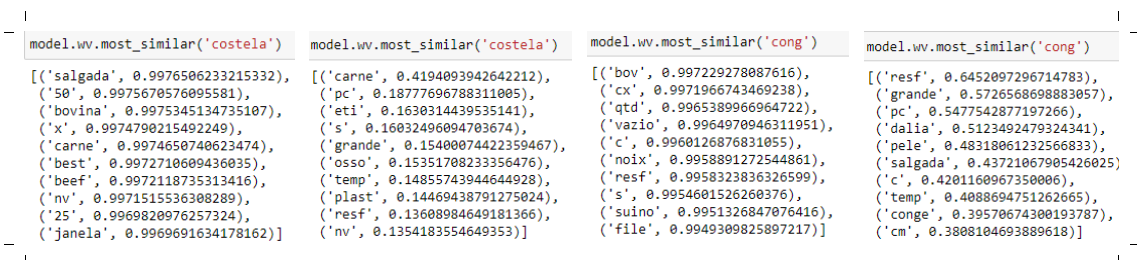 model.wv.most_similar('costela')
[('salgada', 0.9976506233215332),
('50', 0.9975670576095581),
('bovina', 0.9975345134735107),
('x', 0.9974790215492249),
('carne', 0.9974650740623474),
('best', 0.9972710609436035),
('beef', 0.9972118735313416),
('nv', 0.9971515536308289),
('25', 0.9969820976257324),
('janela', 0.9969691634178162)]
model.wv.most_similar('costela')
[('carne', 0.4194093942642212),
('pc', 0.18777696788311005),
('eti', 0.1630314439535141),
('s', 0.16032496094703674),
('grande', 0.15400074422359467),
('osso', 0.15351708233356476),
('temp', 0.14855743944644928),
('plast', 0.14469438791275024),
('resf', 0.13608984649181366),
('nv', 0.1354183554649353)]
model.wv.most_similar('cong')
[('bov', 0.997229278087616),
('cx', 0.9971966743469238),
('qtd', 0.9965389966964722),
('vazio', 0.9964970946311951),
('c', 0.9960126876831055),
('noix', 0.9958891272544861),
('resf', 0.9958323836326599),
('s', 0.9954601526260376),
('suino', 0.9951326847076416),
('file', 0.9949309825897217)]
model.wv.most_similar('cong')
[('resf', 0.6452097296714783),
('grande', 0.5726568698883057),
('pc', 0.5477542877197266),
('dalia', 0.5123492479324341),
('pele', 0.48318061232566833),
('salgada', 0.43721067905426025)
('c', 0.4201160967350006),
('temp', 0.4088694751262665),
('conge', 0.39570674300193787),
('cm', 0.3808104693889618)]